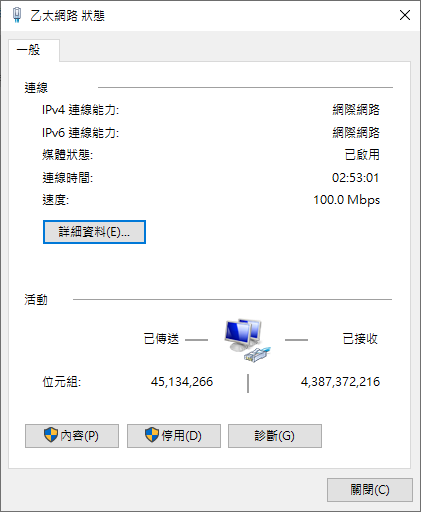 乙太網路 狀態
一般
連線
IPv4 連線能力: 網際網路
IPv6 連線能力: 網際網路
媒體狀態: 已啟用
連線時間: 02:53:01
速度: 100.0 Mbps
詳細資料(E)...
活動
已傳送 已接收
位元組: 45,134,266 4,387,372,216
內容(P) 停用(D) 診斷(G)
關閉(C)